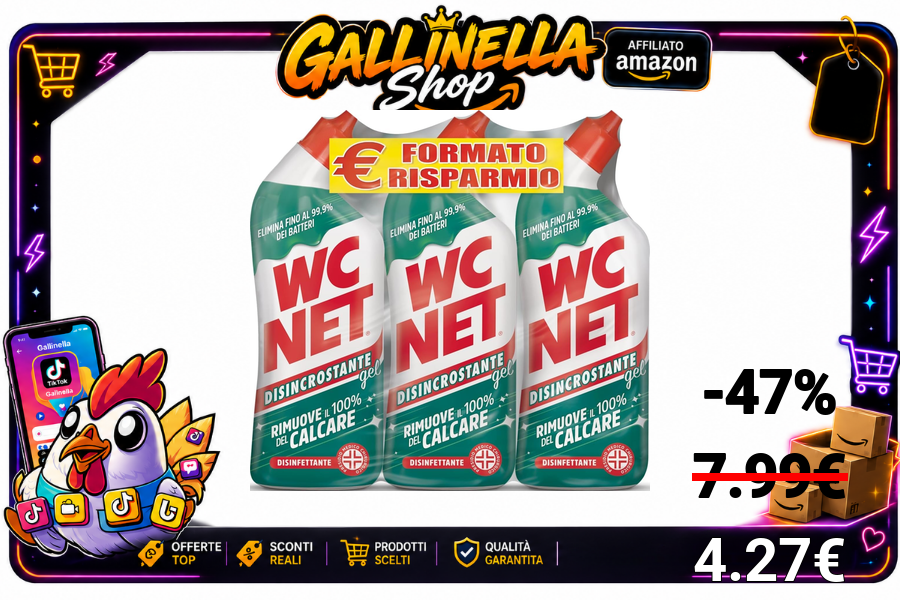 GALLINELLA
Shop
AFFILIATO
amazon
€ FORMATO
RISPARMIO
ELIMINA FINO AL 99.9%
DEI BATTERI
WC
NET
DISINCROSTANTE
gel
RIMUOVE IL 100%
DEL CALCARE
DISINFETTANTE
ELIMINA FINO AL 99.9%
DEI BATTERI
WC
NET
DISINCROSTANTE
gel
RIMUOVE IL 100%
DEL CALCARE
DISINFETTANTE
ELIMINA FINO AL 99.9%
DEI BATTERI
WC
NET
DISINCROSTANTE
gel
RIMUOVE IL 100%
DEL CALCARE
DISINFETTANTE
Gallinella
TikTok
Gallinella
-47%
7.99€
4.27€
OFFERTE
TOP
SCONTI
REALI
PRODOTTI
SCELTI
QUALITÀ
GARANTITA